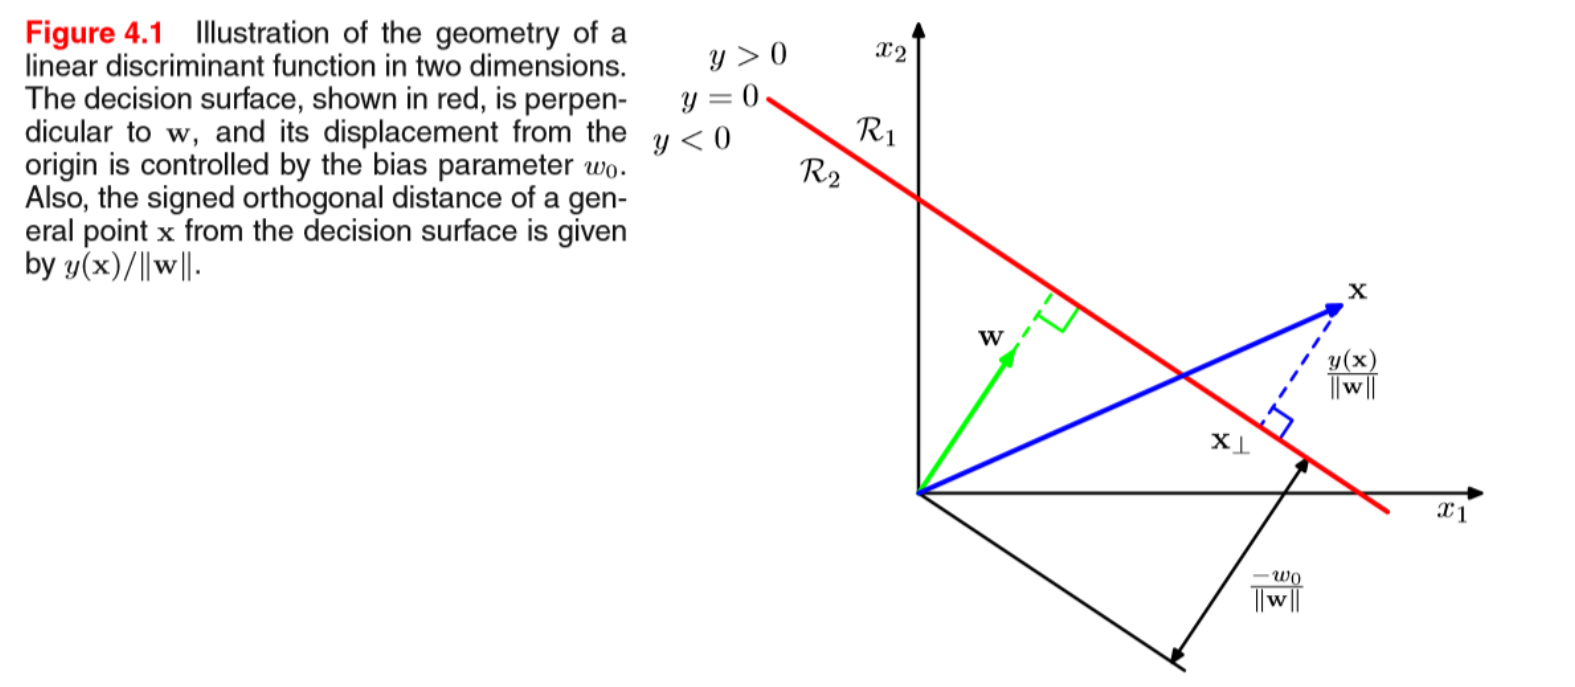 Figure 4.1 Illustration of the geometry of a
linear discriminant function in two dimensions.
The decision surface, shown in red, is perpen-
dicular to w, and its displacement from the
origin is controlled by the bias parameter w₀.
Also, the signed orthogonal distance of a gen-
eral point x from the decision surface is given
by y(x)/‖w‖.
y > 0
x₂
y = 0
R₁
y < 0
R₂
x
w
y(x)
‖w‖
x⊥
x₁
−w₀
‖w‖